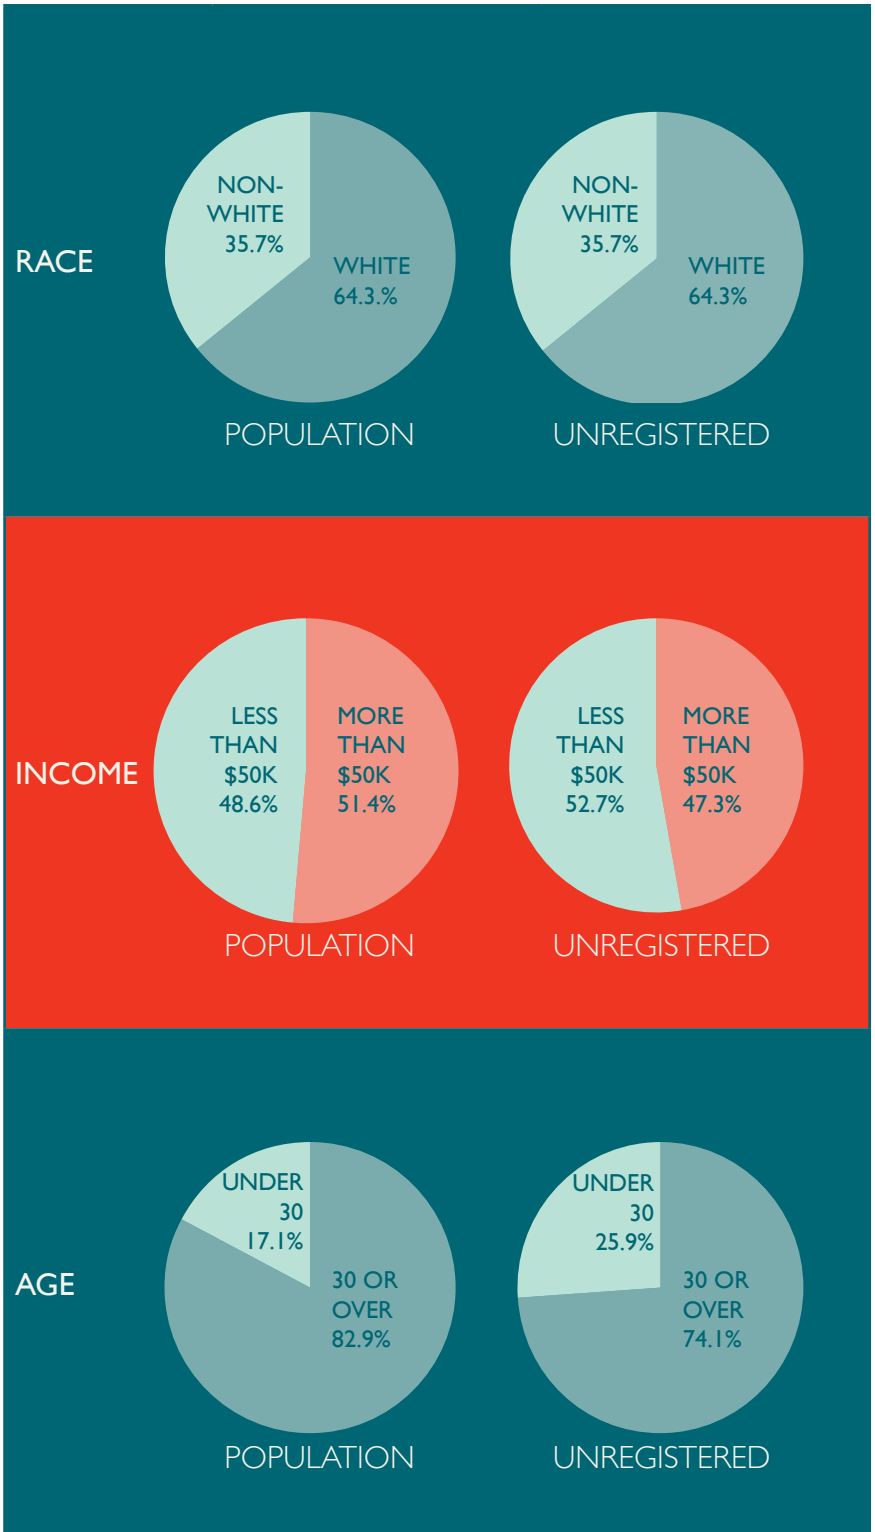 RACE
NON-
WHITE
35.7%
WHITE
64.3.%
POPULATION
NON-
WHITE
35.7%
WHITE
64.3%
UNREGISTERED
INCOME
LESS
THAN
$50K
48.6%
MORE
THAN
$50K
51.4%
POPULATION
LESS
THAN
$50K
52.7%
MORE
THAN
$50K
47.3%
UNREGISTERED
AGE
UNDER
30
17.1%
30 OR
OVER
82.9%
POPULATION
UNDER
30
25.9%
30 OR
OVER
74.1%
UNREGISTERED